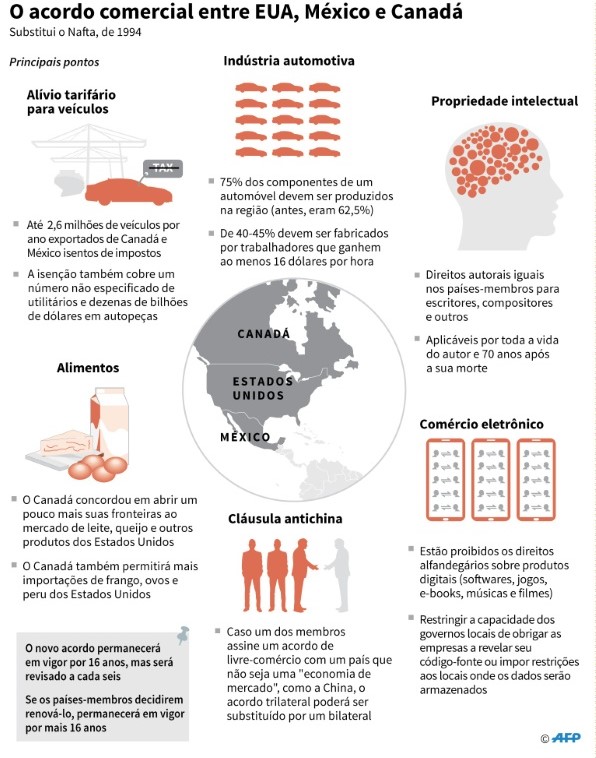 O acordo comercial entre EUA, México e Canadá
Substitui o Nafta, de 1994
Principais pontos
Alívio tarifário
para veículos
TAX
Até 2,6 milhões de veículos por
ano exportados de Canadá e
México isentos de impostos
A isenção também cobre um
número não especificado de
utilitários e dezenas de bilhões
de dólares em autopeças
Indústria automotiva
75% dos componentes de um
automóvel devem ser produzidos
na região (antes, eram 62,5%)
De 40-45% devem ser fabricados
por trabalhadores que ganhem
ao menos 16 dólares por hora
Propriedade intelectual
Direitos autorais iguais
nos países-membros para
escritores, compositores
e outros
Aplicáveis por toda a vida
do autor e 70 anos após
a sua morte
CANADÁ
ESTADOS
UNIDOS
MÉXICO
Alimentos
O Canadá concordou em abrir um
pouco mais suas fronteiras ao
mercado de leite, queijo e outros
produtos dos Estados Unidos
O Canadá também permitirá mais
importações de frango, ovos e
peru dos Estados Unidos
Cláusula antichina
Caso um dos membros
assine um acordo de
livre-comércio com um país que
não seja uma "economia de
mercado", como a China, o
acordo trilateral poderá ser
substituído por um bilateral
Comércio eletrônico
Estão proibidos os direitos
alfandegários sobre produtos
digitais (softwares, jogos,
e-books, músicas e filmes)
Restringir a capacidade dos
governos locais de obrigar as
empresas a revelar seu
código-fonte ou impor restrições
aos locais onde os dados serão
armazenados
O novo acordo permanecerá
em vigor por 16 anos, mas será
revisado a cada seis
Se os países-membros decidirem
renová-lo, permanecerá em vigor
por mais 16 anos
© AFP